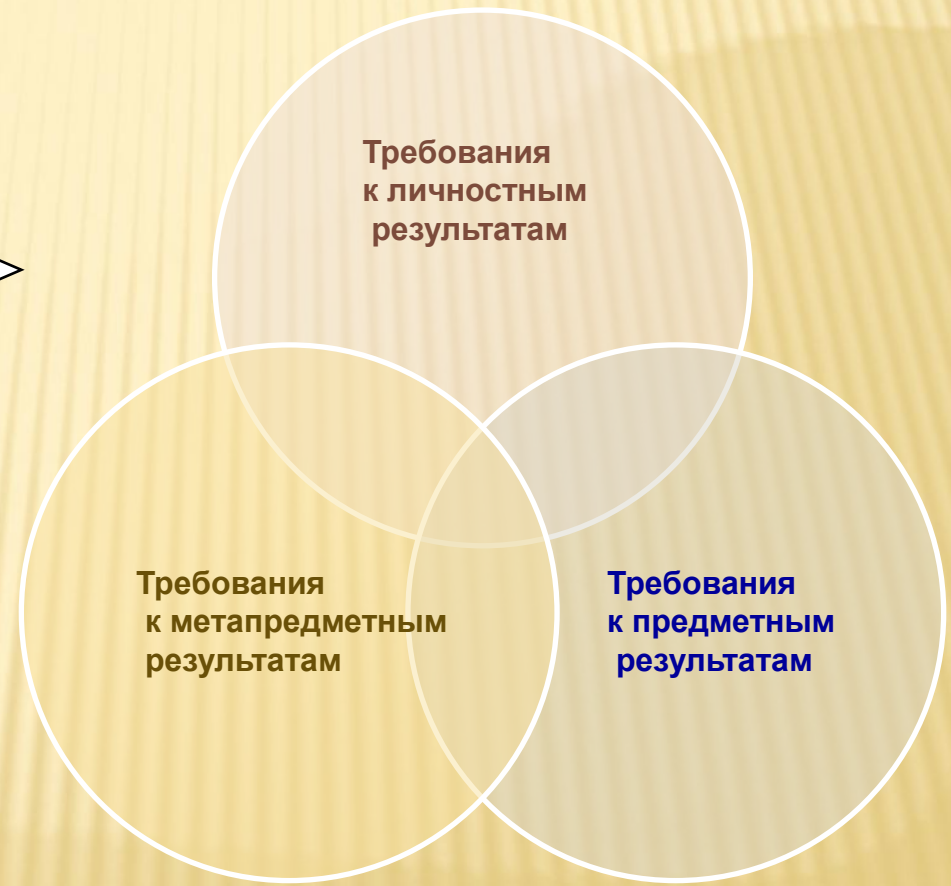 Требования
к личностным
результатам
Требования
к метапредметным
результатам
Требования
к предметным
результатам